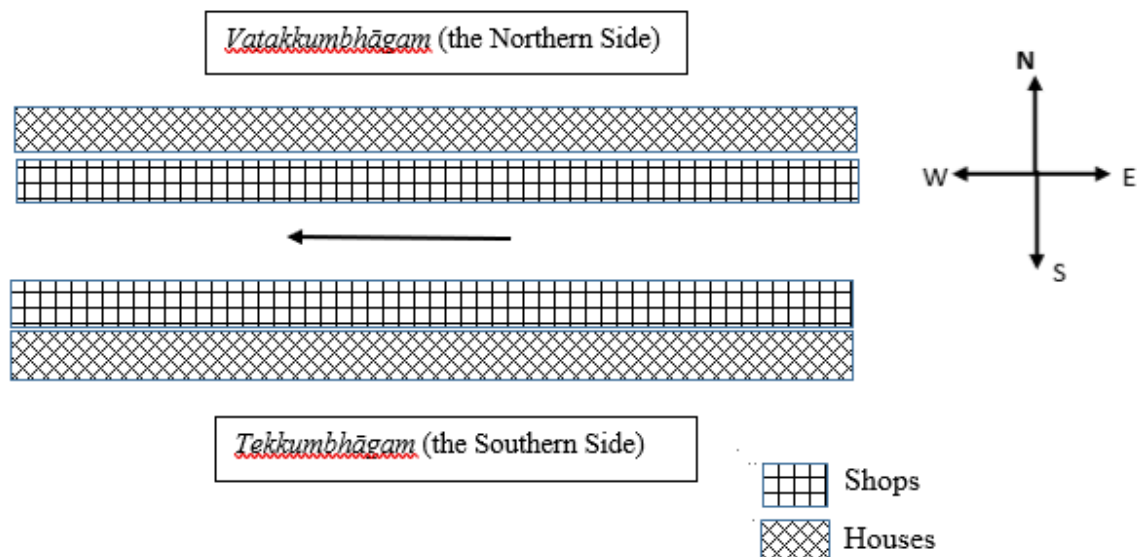 Vatakkumbhāgam (the Northern Side)
N
W
E
S
Tekkumbhāgam (the Southern Side)
Shops
Houses